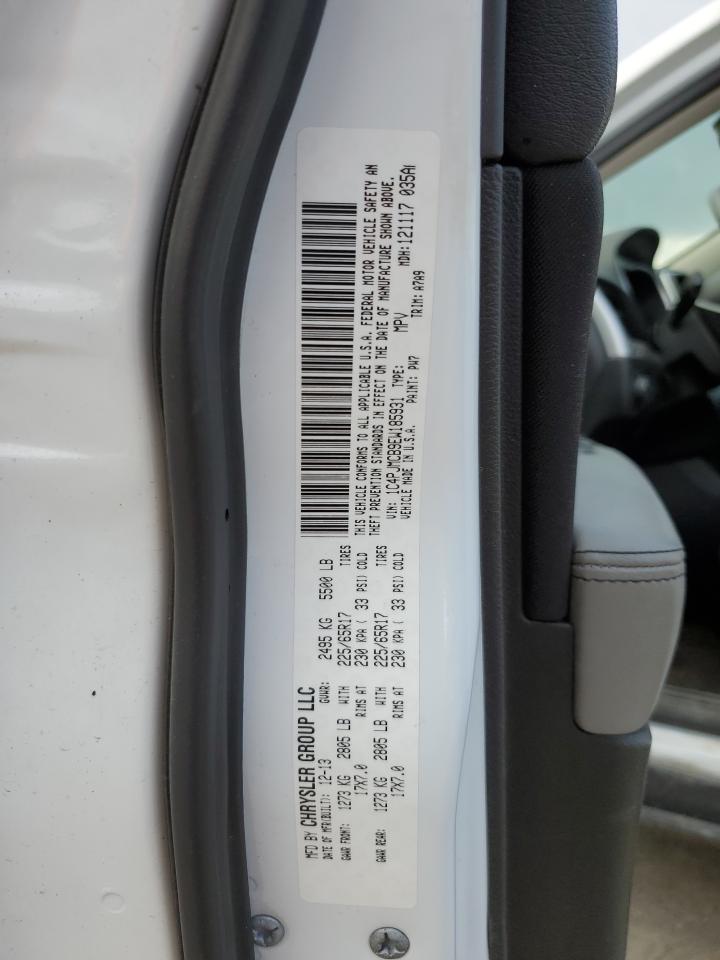 MFD BY CHRYSLER GROUP LLC
DATE OF MFR(BUILT): 12-13 GVWR: 2495 KG 5500 LB
GAWR FRONT: 1273 KG 2805 LB WITH 225/65R17 TIRES
17X7.0 RIMS AT 230 KPA ( 33 PSI) COLD
GAWR REAR: 1273 KG 2805 LB WITH 225/65R17 TIRES
17X7.0 RIMS AT 230 KPA ( 33 PSI) COLD
THIS VEHICLE CONFORMS TO ALL APPLICABLE U.S.A. FEDERAL MOTOR VEHICLE SAFETY AN
THEFT PREVENTION STANDARDS IN EFFECT ON THE DATE OF MANUFACTURE SHOWN ABOVE.
VIN: 1C4PJMCB9EW185931 TYPE: MPV MDH:121117 035A
VEHICLE MADE IN U.S.A. PAINT: PW7 TRIM: A7A9